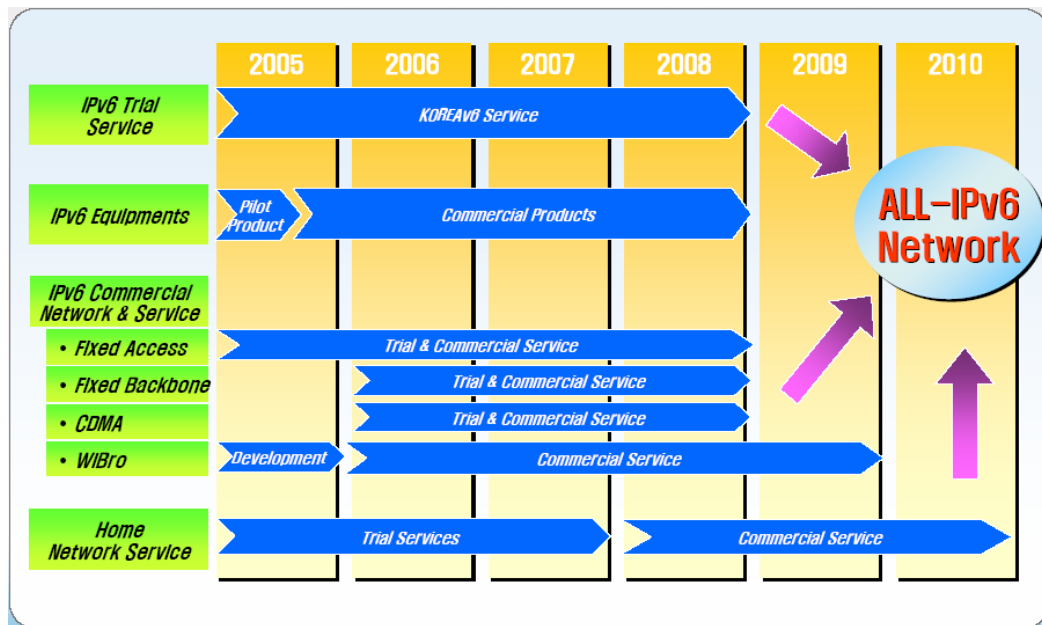 2005 2006 2007 2008 2009 2010
IPv6 Trial
Service
KOREAv6 Service
IPv6 Equipments
Pilot
Product
Commercial Products
ALL-IPv6
Network
IPv6 Commercial
Network & Service
• Fixed Access
Trial & Commercial Service
• Fixed Backbone
Trial & Commercial Service
• CDMA
Trial & Commercial Service
• WiBro
Development
Commercial Service
Home
Network Service
Trial Services
Commercial Service